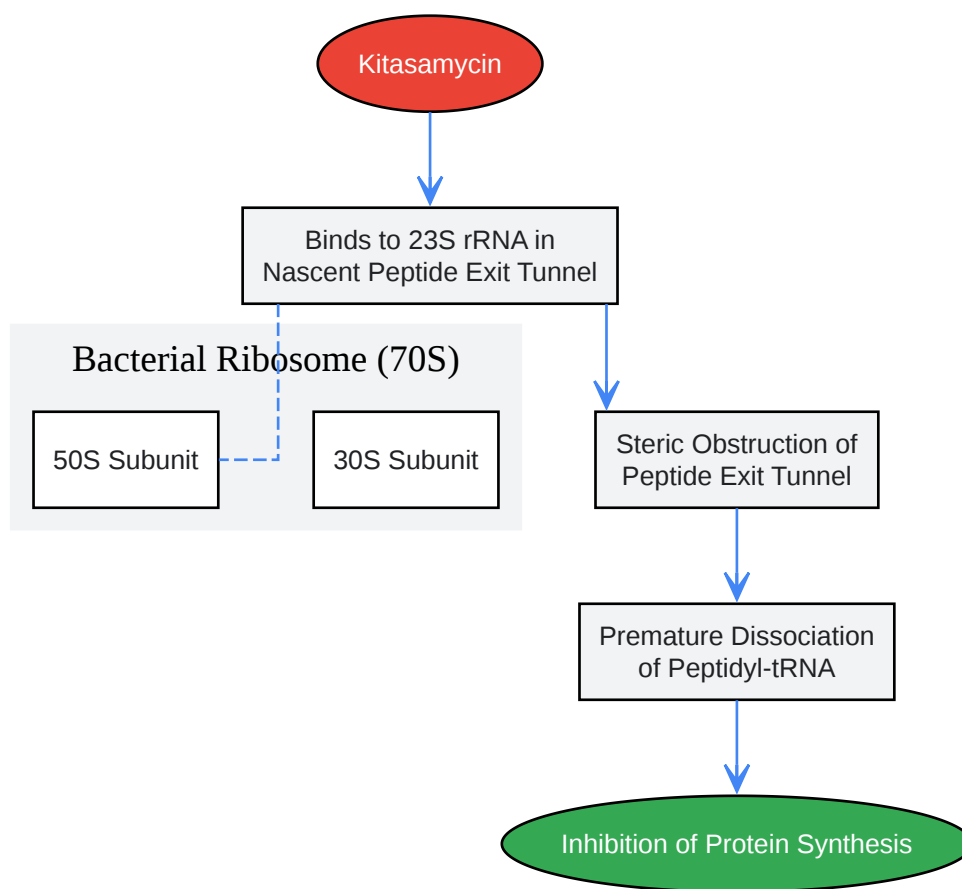 Kitasamycin
Binds to 23S rRNA in
Nascent Peptide Exit Tunnel
Bacterial Ribosome (70S)
50S Subunit
30S Subunit
Steric Obstruction of
Peptide Exit Tunnel
Premature Dissociation
of Peptidyl-tRNA
Inhibition of Protein Synthesis